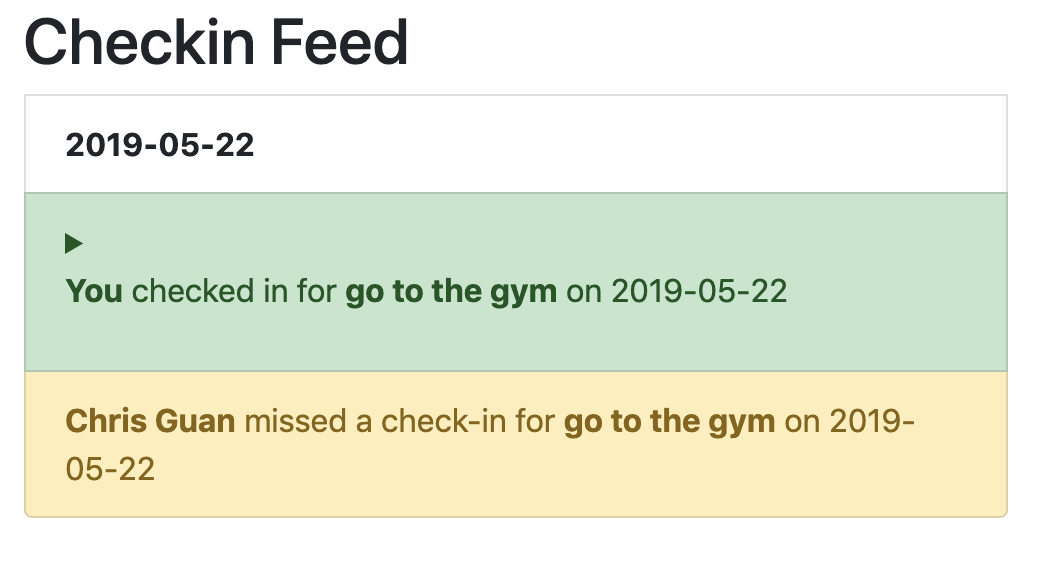 Checkin Feed
2019-05-22
You checked in for go to the gym on 2019-05-22
Chris Guan missed a check-in for go to the gym on 2019-
05-22